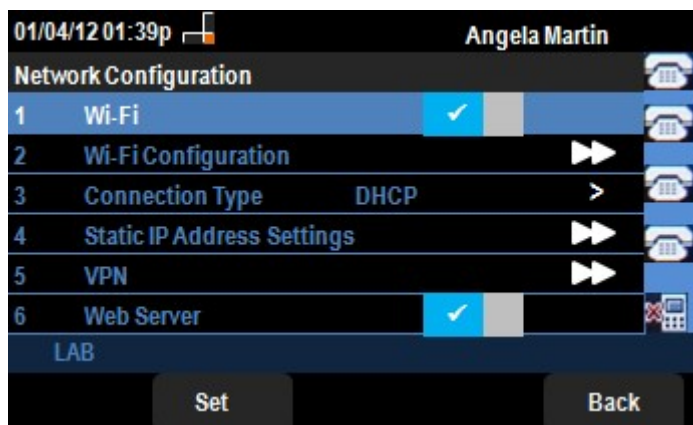 01/04/12 01:39p Angela Martin
Network Configuration
1 Wi-Fi
2 Wi-Fi Configuration
3 Connection Type DHCP >
4 Static IP Address Settings
5 VPN
6 Web Server
LAB
Set Back